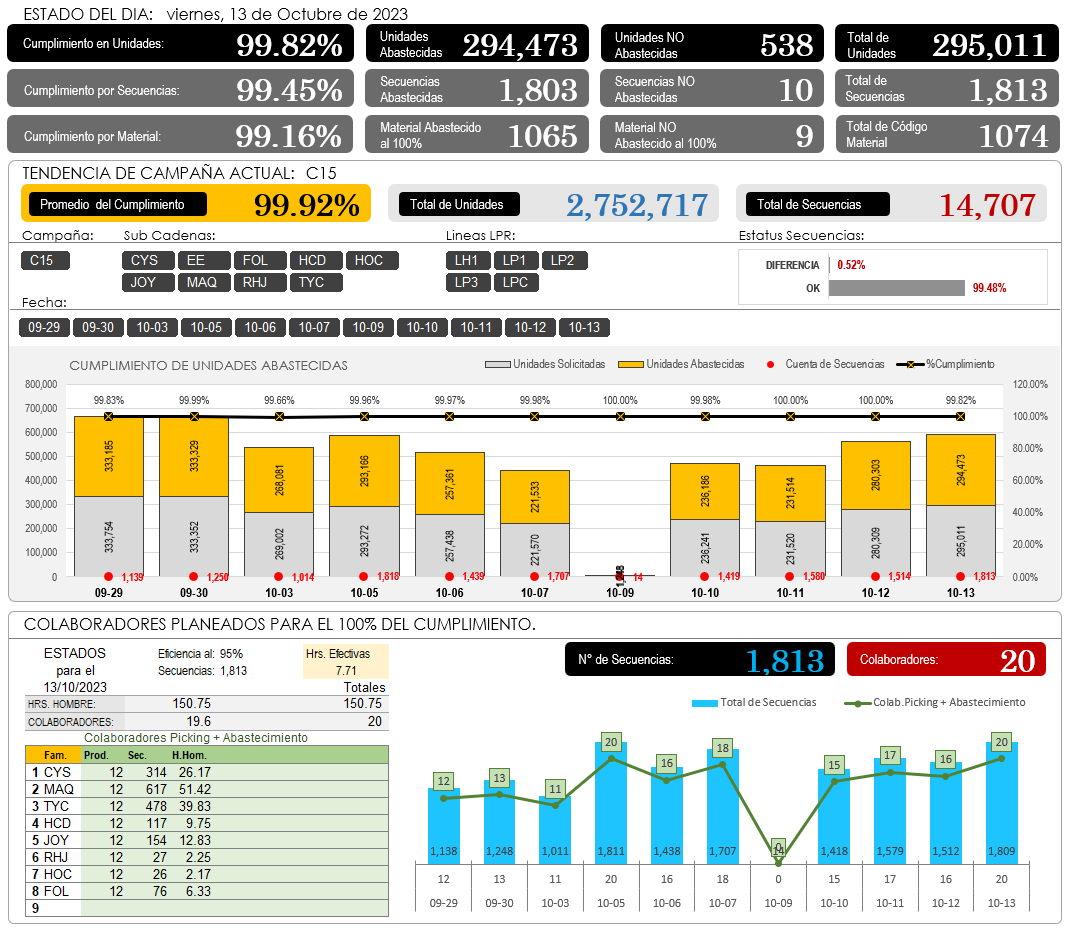 ESTADO DEL DIA: viernes, 13 de Octubre de 2023
Cumplimiento en Unidades: 99.82%
Unidades Abastecidas 294,473
Unidades NO Abastecidas 538
Total de Unidades 295,011
Cumplimiento por Secuencias: 99.45%
Secuencias Abastecidas 1,803
Secuencias NO Abastecidas 10
Total de Secuencias 1,813
Cumplimiento por Material: 99.16%
Material Abastecido al 100% 1065
Material NO Abastecido al 100% 9
Total de Código Material 1074
TENDENCIA DE CAMPAÑA ACTUAL: C15
Promedio del Cumplimiento 99.92%
Total de Unidades 2,752,717
Total de Secuencias 14,707
Campaña: Sub Cadenas: Lineas LPR: Estatus Secuencias:
C15 CYS EE FOL HCD HOC LH1 LP1 LP2
JOY MAQ RHJ TYC LP3 LPC
DIFERENCIA 0.52%
OK 99.48%
Fecha:
09-29 09-30 10-03 10-05 10-06 10-07 10-09 10-10 10-11 10-12 10-13
CUMPLIMIENTO DE UNIDADES ABASTECIDAS
Unidades Solicitadas Unidades Abastecidas Cuenta de Secuencias %Cumplimiento
800,000 120.00%
99.83% 99.99% 99.66% 99.96% 99.97% 99.98% 100.00% 99.98% 100.00% 100.00% 99.82%
700,000 100.00%
600,000 80.00%
500,000 60.00%
400,000 40.00%
300,000 20.00%
200,000 0.00%
100,000
0
333,185 333,329 268,081 293,166 257,361 221,533 236,186 231,514 280,303 294,473
333,754 333,352 269,002 293,272 257,438 221,570 236,241 231,520 280,309 295,011
1,139 1,250 1,014 1,818 1,439 1,707 14 1,419 1,580 1,514 1,813
09-29 09-30 10-03 10-05 10-06 10-07 10-09 10-10 10-11 10-12 10-13
COLABORADORES PLANEADOS PARA EL 100% DEL CUMPLIMIENTO.
ESTADOS
para el
13/10/2023
Eficiencia al: 95%
Secuencias: 1,813
Hrs. Efectivas
7.71
Totales
HRS. HOMBRE: 150.75 150.75
COLABORADORES: 19.6 20
Colaboradores Picking + Abastecimiento
Fam. Prod. Sec. H.Hom.
1 CYS 12 314 26.17
2 MAQ 12 617 51.42
3 TYC 12 478 39.83
4 HCD 12 117 9.75
5 JOY 12 154 12.83
6 RHJ 12 27 2.25
7 HOC 12 26 2.17
8 FOL 12 76 6.33
9
N° de Secuencias: 1,813
Colaboradores: 20
Total de Secuencias Colab.Picking + Abastecimiento
12 13 11 20 16 18 0 15 17 16 20
1,138 1,248 1,011 1,811 1,438 1,707 14 1,418 1,579 1,512 1,809
12 13 11 20 16 18 0 15 17 16 20
09-29 09-30 10-03 10-05 10-06 10-07 10-09 10-10 10-11 10-12 10-13